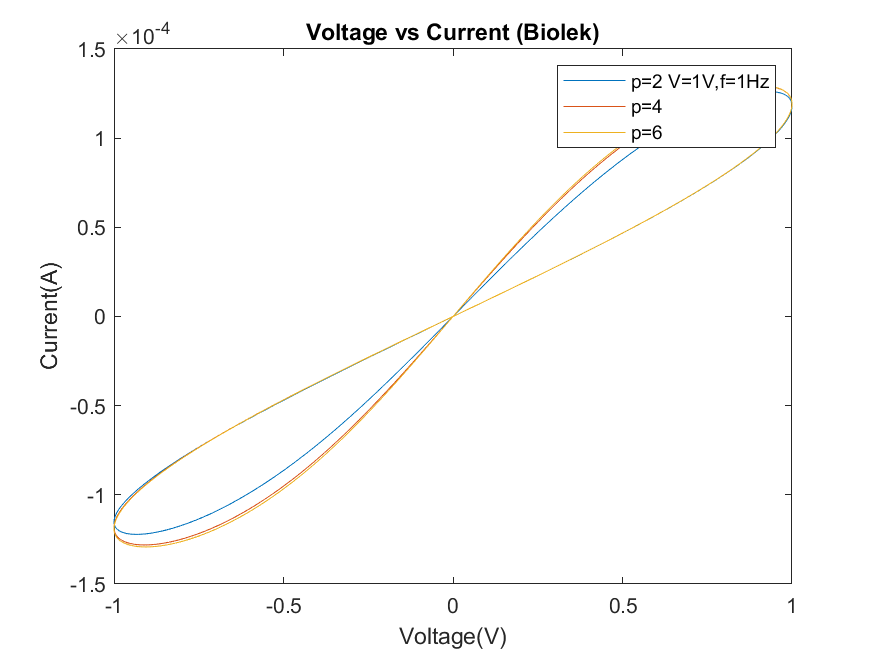 Voltage vs Current (Biolek)
×10-4
1.5
1
0.5
0
-0.5
-1
-1.5
Current(A)
p=2 V=1V,f=1Hz
p=4
p=6
-1
-0.5
0
0.5
1
Voltage(V)